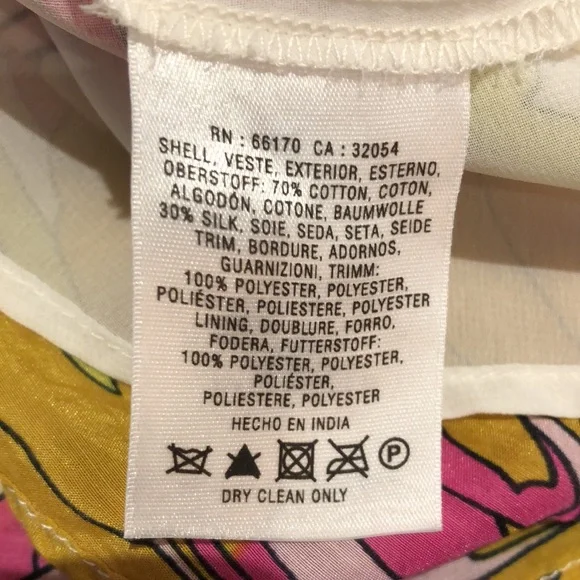 RN : 66170 CA : 32054
SHELL, VESTE, EXTERIOR, ESTERNO,
OBERSTOFF: 70% COTTON, COTON,
ALGODÓN, COTONE, BAUMWOLLE
30% SILK, SOIE, SEDA, SETA, SEIDE
TRIM, BORDURE, ADORNOS,
GUARNIZIONI, TRIMM:
100% POLYESTER, POLYESTER,
POLIÉSTER, POLIESTERE, POLYESTER
LINING, DOUBLURE, FORRO,
FODERA, FUTTERSTOFF:
100% POLYESTER, POLYESTER,
POLIÉSTER,
POLIESTERE, POLYESTER
HECHO EN INDIA
P
DRY CLEAN ONLY